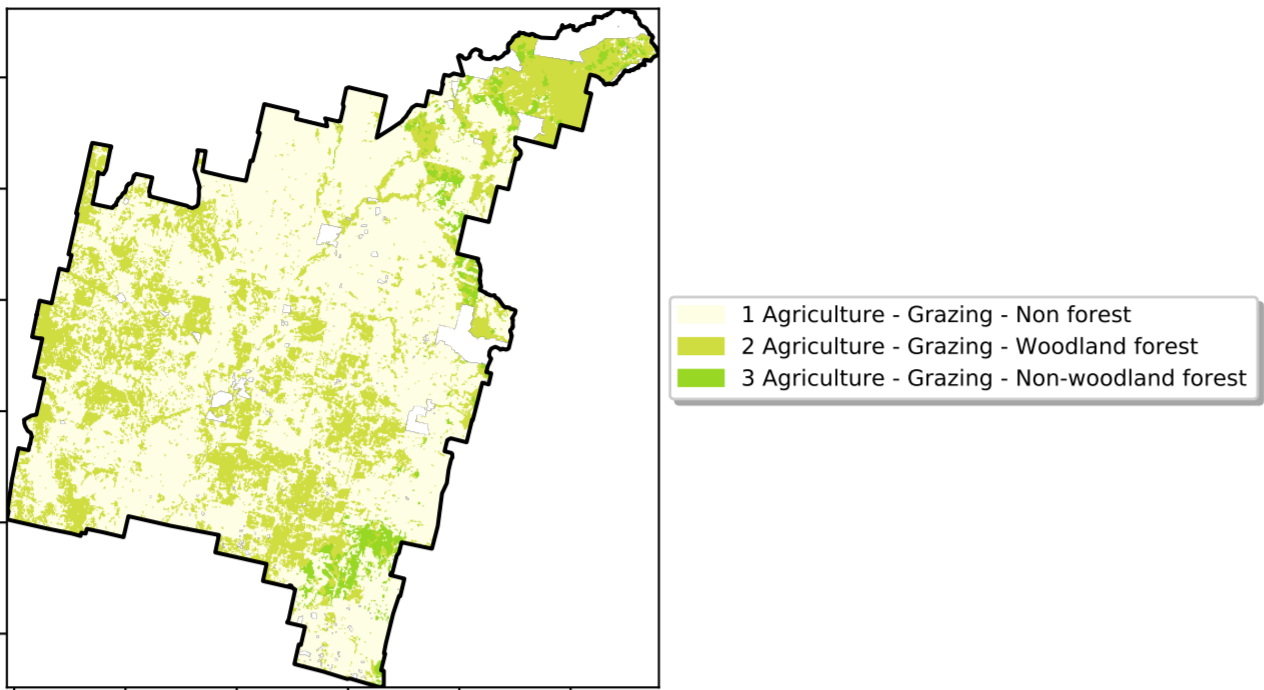 1 Agriculture - Grazing - Non forest
2 Agriculture - Grazing - Woodland forest
3 Agriculture - Grazing - Non-woodland forest